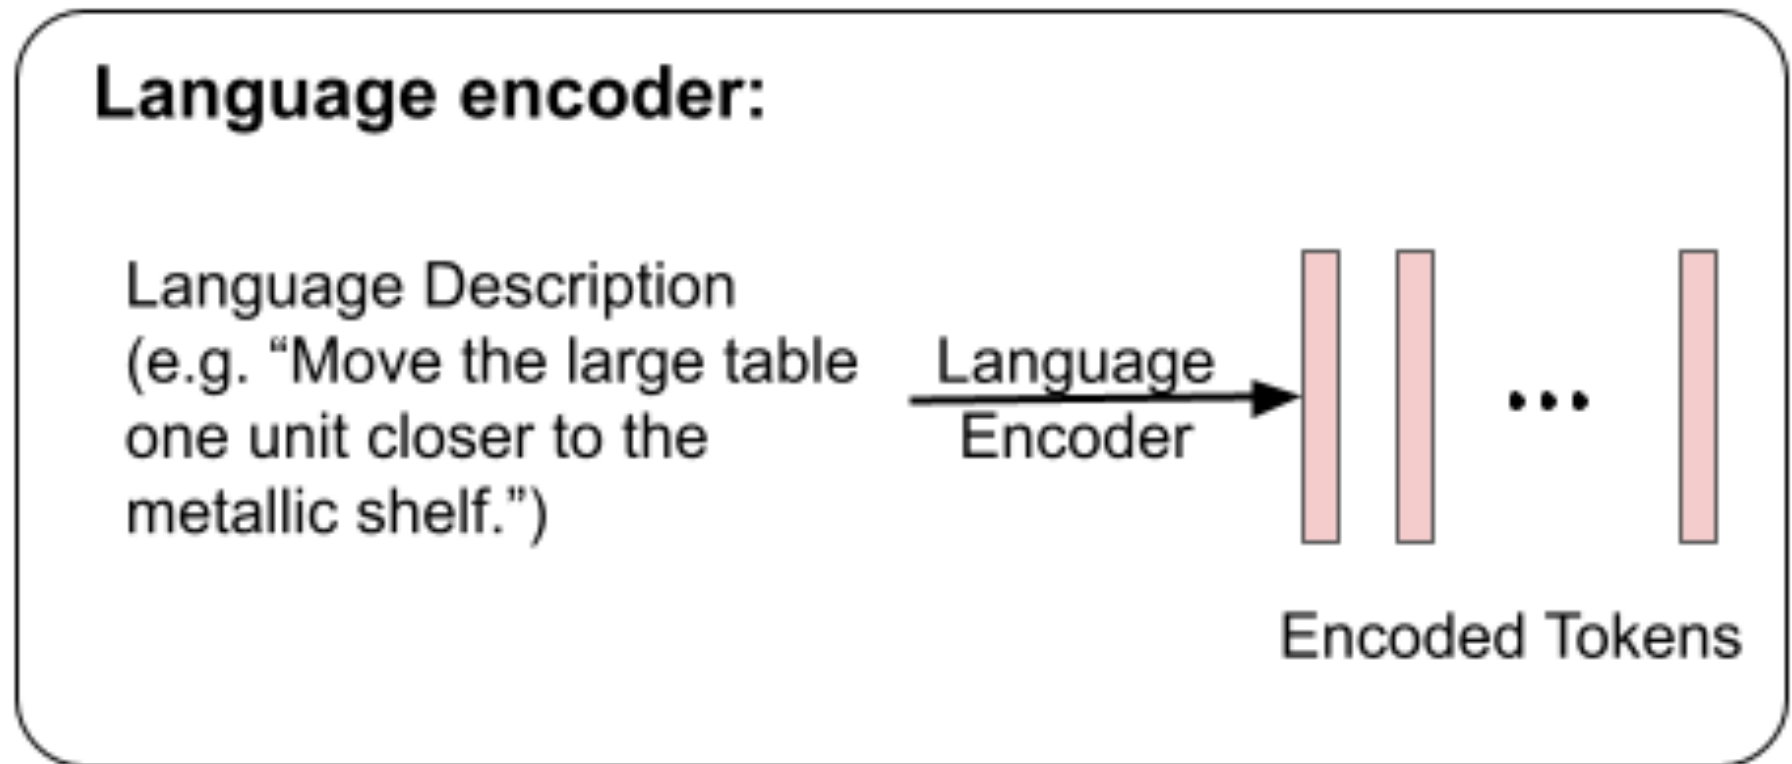 Language encoder:
Language Description
(e.g. “Move the large table
one unit closer to the
metallic shelf.”)
Language
Encoder
Encoded Tokens